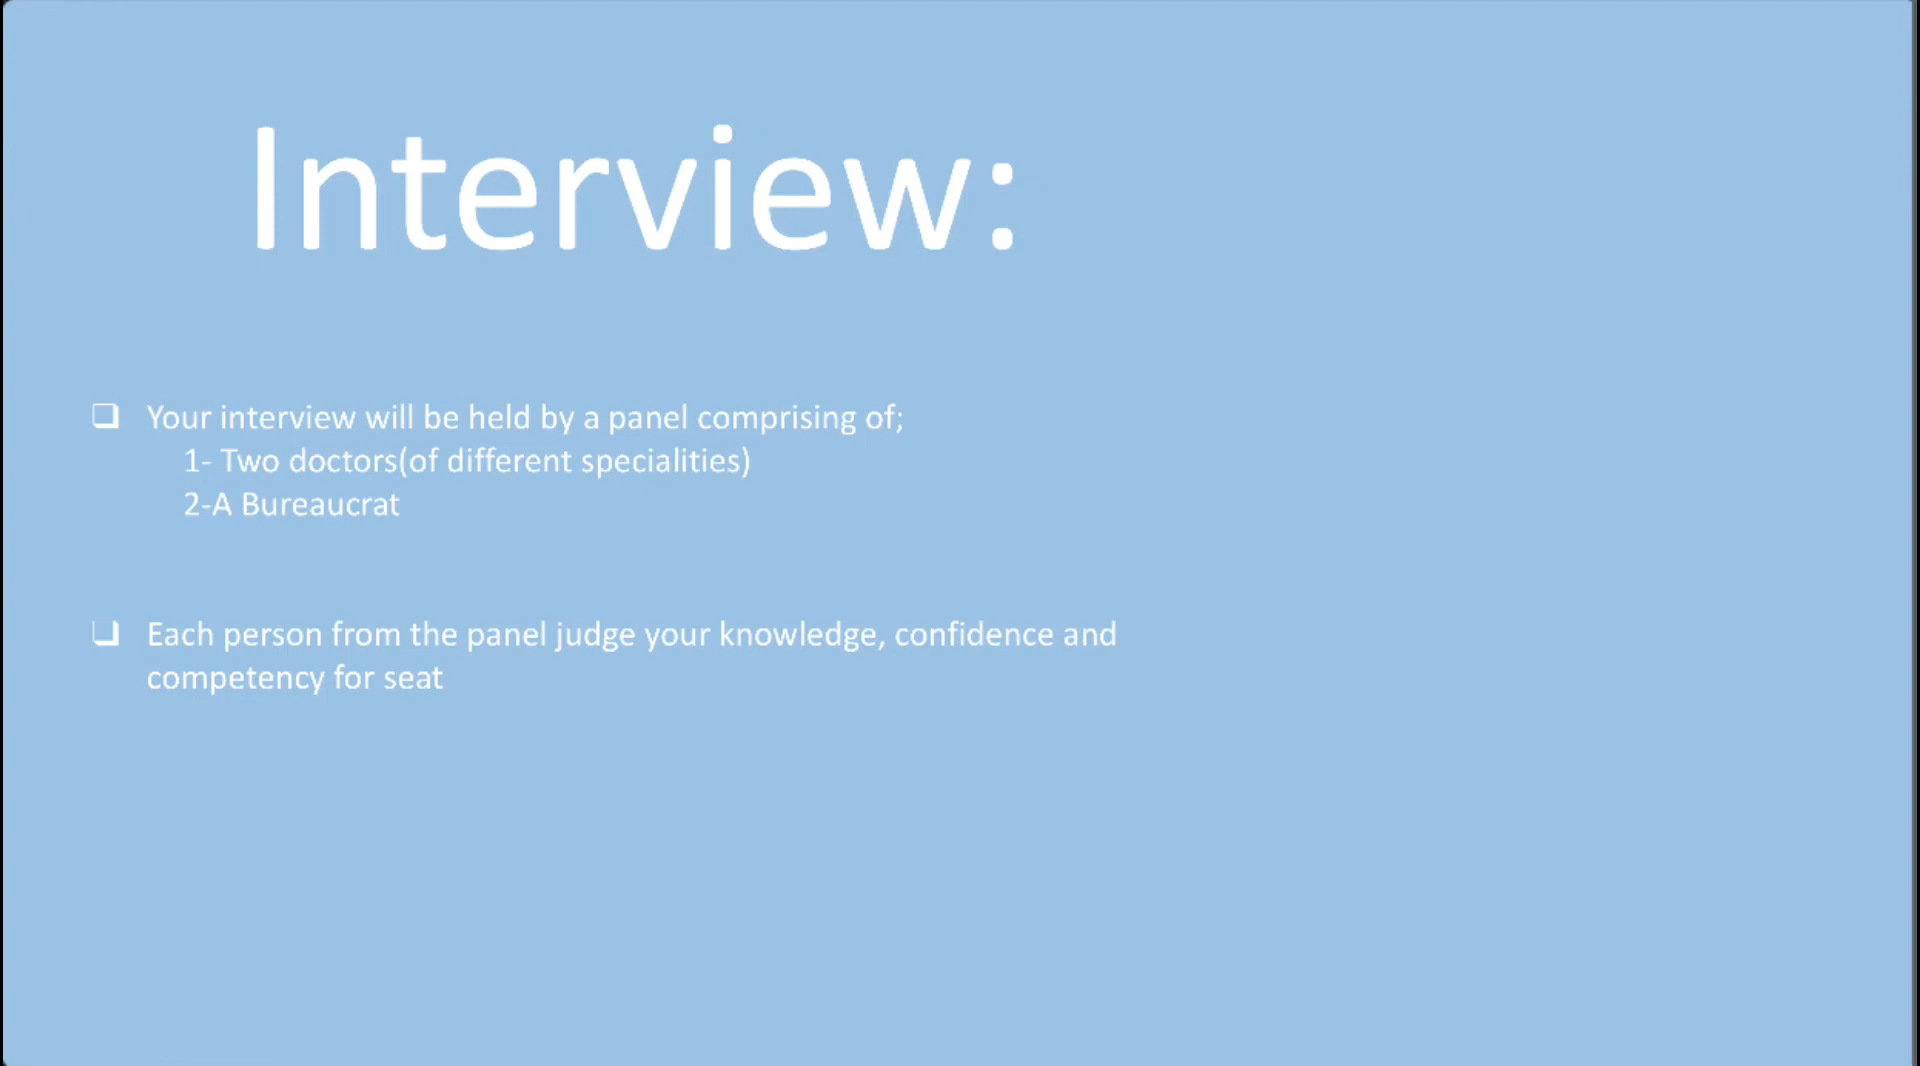 Interview:
❑ Your interview will be held by a panel comprising of;
1- Two doctors(of different specialities)
2-A Bureaucrat
❑ Each person from the panel judge your knowledge, confidence and
competency for seat